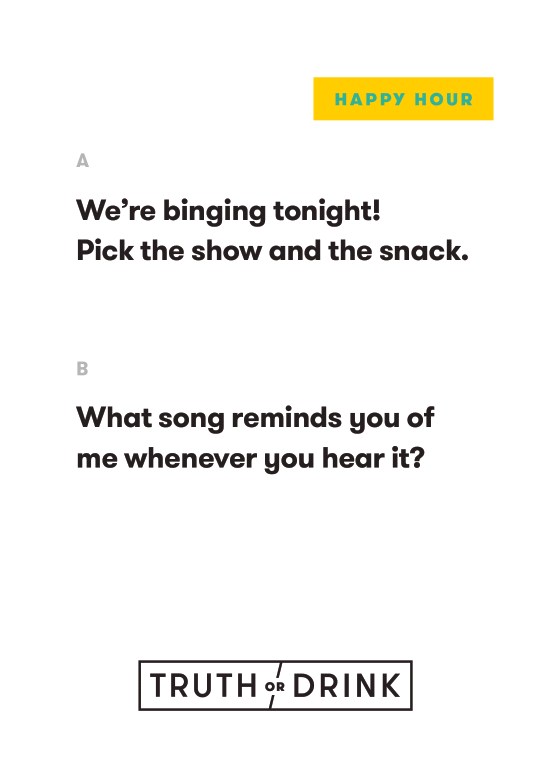 HAPPY HOUR
A
We’re binging tonight!
Pick the show and the snack.
B
What song reminds you of
me whenever you hear it?
TRUTH OR DRINK